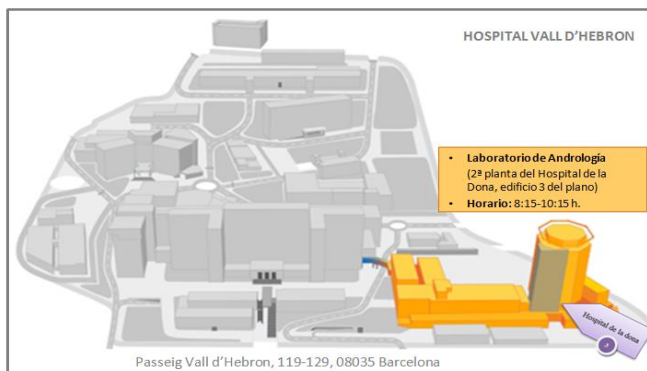 HOSPITAL VALL D'HEBRON
• Laboratorio de Andrología
(2ª planta del Hospital de la
Dona, edificio 3 del plano)
• Horario: 8:15-10:15 h.
Hospital de la dona
3
Passeig Vall d'Hebron, 119-129, 08035 Barcelona